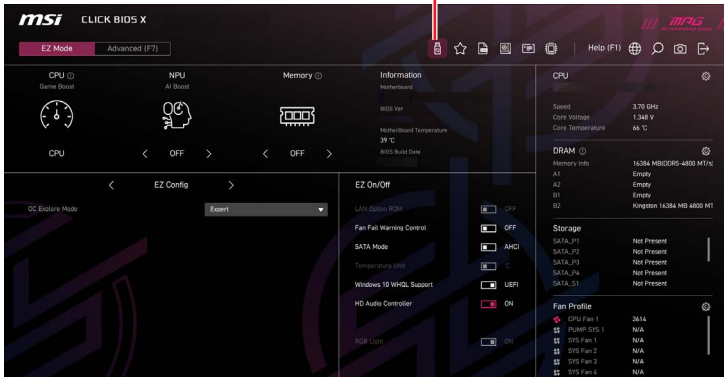 msi CLICK BIOS X
MPG
EZ Mode Advanced (F7) Help (F1)
CPU
Game Boost
CPU
NPU
AI Boost
OFF
Memory
OFF
Information
Motherboard
BIOS Ver
MotherBoard Temperature
39 °C
BIOS Build Date
EZ Config
OC Explore Mode Expert
EZ On/Off
LAN Option ROM OFF
Fan Fail Warning Control OFF
SATA Mode AHCI
Temperature Unit °C
Windows 10 WHQL Support UEFI
HD Audio Controller ON
RGB Light ON
CPU
Speed 3.70 GHz
Core Voltage 1.348 V
Core Temperature 66 °C
DRAM
Memory Info 16384 MB(DDR5-4800 MT/s
A1 Empty
A2 Empty
B1 Empty
B2 Kingston 16384 MB 4800 MT
Storage
SATA_P1 Not Present
SATA_P2 Not Present
SATA_P3 Not Present
SATA_P4 Not Present
SATA_S1 Not Present
Fan Profile
CPU Fan 1 3614
PUMP SYS 1 N/A
SYS Fan 1 N/A
SYS Fan 2 N/A
SYS Fan 3 N/A
SYS Fan 4 N/A